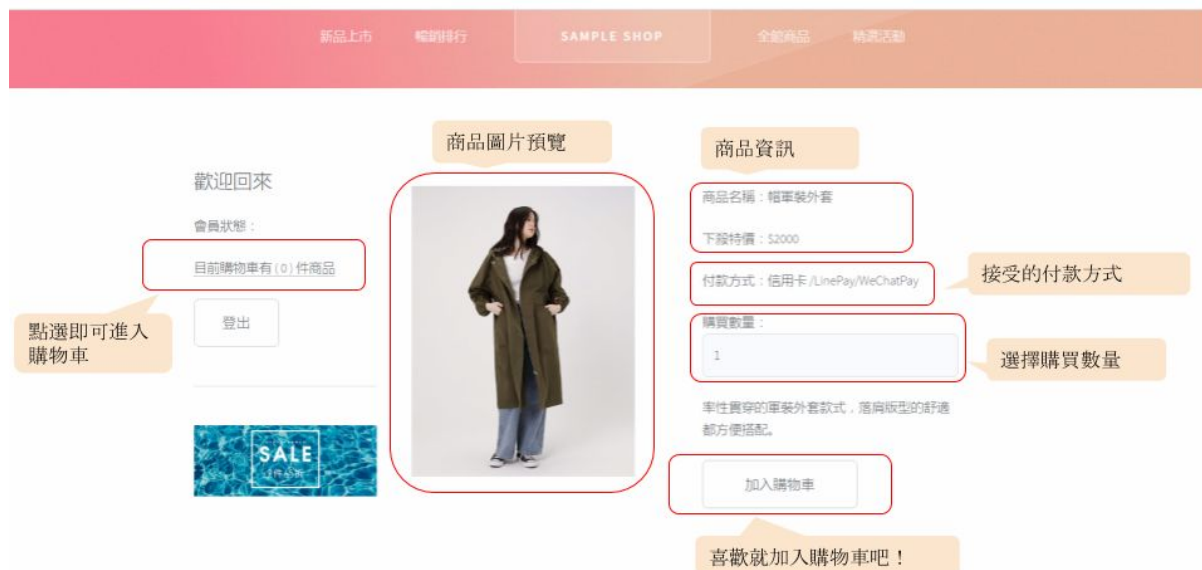 新品上市
暢銷排行
SAMPLE SHOP
全館商品
精選活動
商品圖片預覽
商品資訊
歡迎回來
會員狀態：
目前購物車有(0)件商品
點選即可進入
購物車
登出
SALE
商品名稱：帽軍裝外套
下殺特價：$2000
付款方式：信用卡/LinePay/WeChatPay
接受的付款方式
購買數量：
1
選擇購買數量
率性貫穿的軍裝外套款式，落肩版型的舒適
都方便搭配。
加入購物車
喜歡就加入購物車吧！